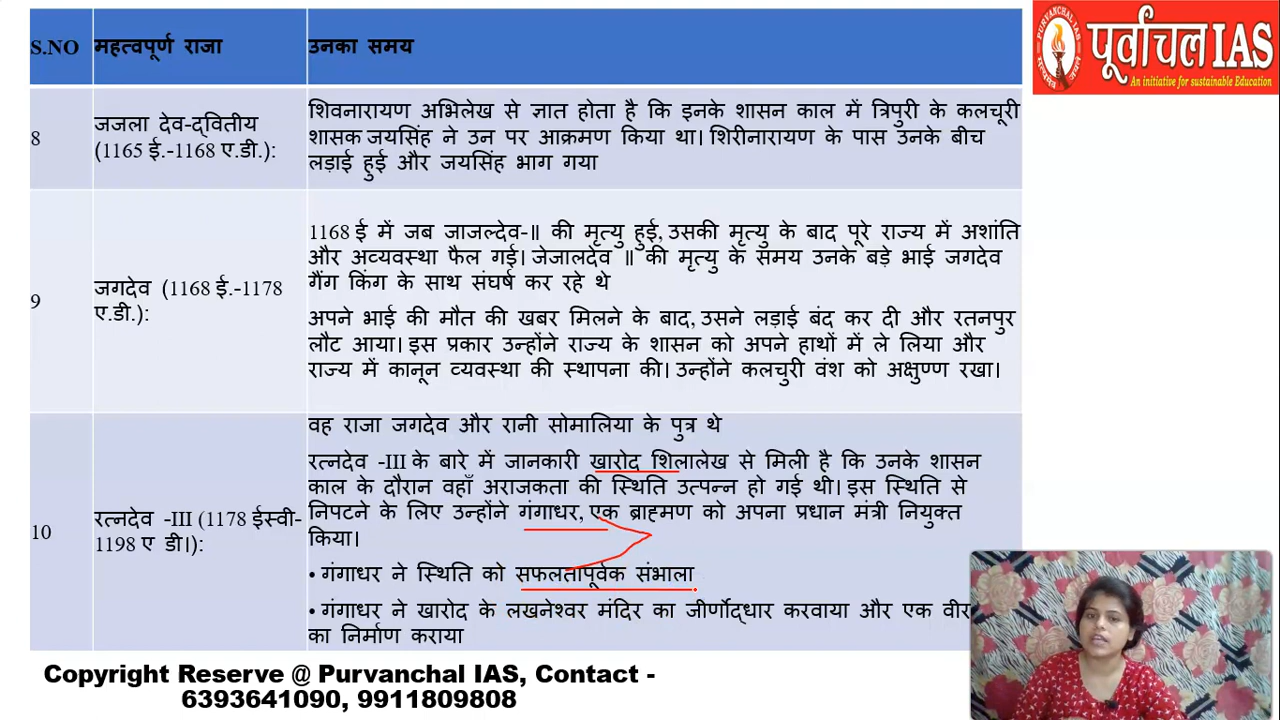 S.NO महत्वपूर्ण राजा उनका समय
PURVANCHAL IAS
पूर्वांचल IAS
An initiative for sustainable Education
8
जजला देव-द्वितीय
(1165 ई.-1168 ए.डी.):
शिवनारायण अभिलेख से ज्ञात होता है कि इनके शासन काल में त्रिपुरी के कलचूरी
शासक जयसिंह ने उन पर आक्रमण किया था। शिरीनारायण के पास उनके बीच
लड़ाई हुई और जयसिंह भाग गया
9
जगदेव (1168 ई.-1178
ए.डी.):
1168 ई में जब जाजल्देव-॥ की मृत्यु हुई, उसकी मृत्यु के बाद पूरे राज्य में अशांति
और अव्यवस्था फैल गई। जेजालदेव ॥ की मृत्यु के समय उनके बड़े भाई जगदेव
गैंग किंग के साथ संघर्ष कर रहे थे
अपने भाई की मौत की खबर मिलने के बाद, उसने लड़ाई बंद कर दी और रतनपुर
लौट आया। इस प्रकार उन्होंने राज्य के शासन को अपने हाथों में ले लिया और
राज्य में कानून व्यवस्था की स्थापना की। उन्होंने कलचुरी वंश को अक्षुण्ण रखा।
10
रत्नदेव -III (1178 ईस्वी-
1198 ए डी।):
वह राजा जगदेव और रानी सोमालिया के पुत्र थे
रत्नदेव -III के बारे में जानकारी खारोद शिलालेख से मिली है कि उनके शासन
काल के दौरान वहाँ अराजकता की स्थिति उत्पन्न हो गई थी। इस स्थिति से
निपटने के लिए उन्होंने गंगाधर, एक ब्राह्मण को अपना प्रधान मंत्री नियुक्त
किया।
• गंगाधर ने स्थिति को सफलतापूर्वक संभाला
• गंगाधर ने खारोद के लखनेश्वर मंदिर का जीर्णोद्धार करवाया और एक वीर
का निर्माण कराया
Copyright Reserve @ Purvanchal IAS, Contact -
6393641090, 9911809808